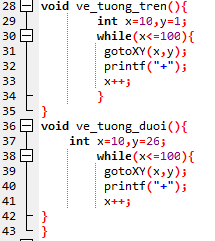 28 void ve_tuong_tren(){
29 int x=10,y=1;
30 while(x<=100){
31 gotoXY(x,y);
32 printf("+");
33 x++;
34 }
35 }
36 void ve_tuong_duoi(){
37 int x=10,y=26;
38 while(x<=100){
39 gotoXY(x,y);
40 printf("+");
41 x++;
42 }
43 }